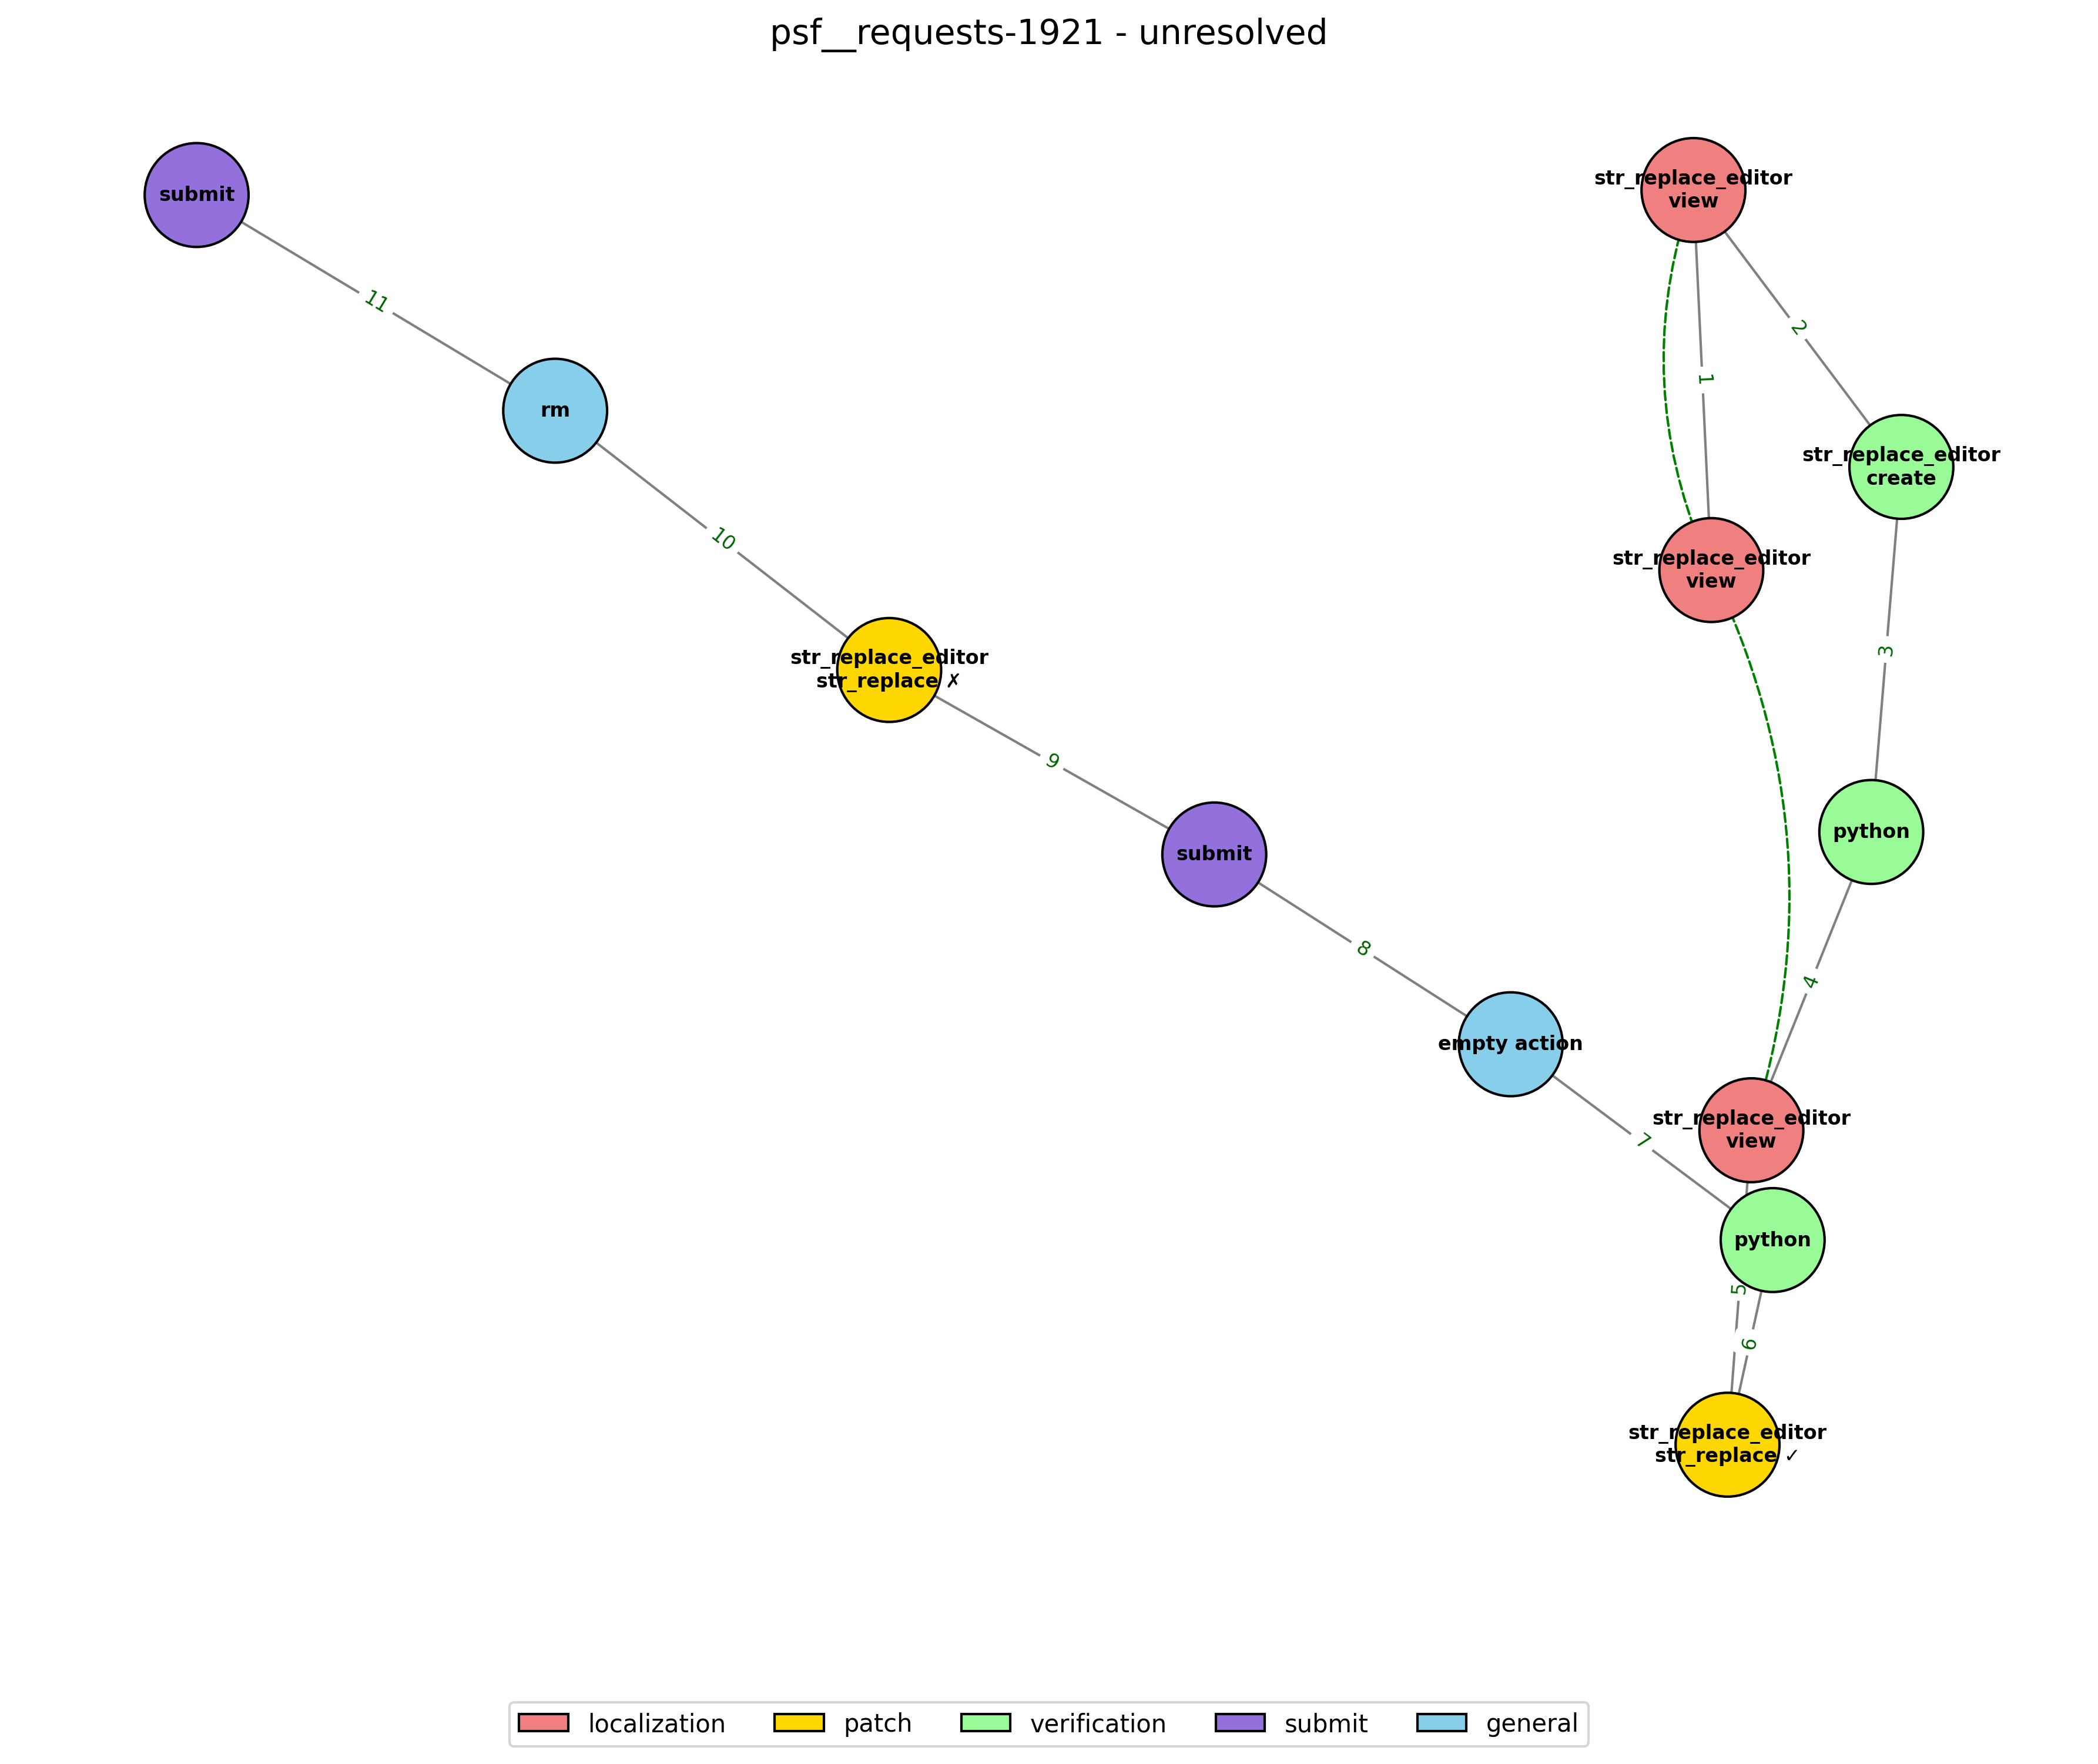 psf__requests-1921 - unresolved
submit
str_replace_editor
view
11
rm
2
1
str_replace_editor
create
10
str_replace_editor
view
3
str_replace_editor
str_replace ✗
9
python
submit
8
4
empty action
str_replace_editor
view
7
python
5
6
str_replace_editor
str_replace ✓
localization
patch
verification
submit
general